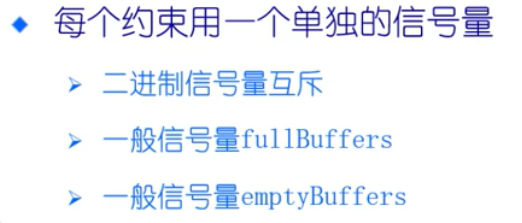 每个约束用一个单独的信号量
二进制信号量互斥
一般信号量fullBuffers
一般信号量emptyBuffers